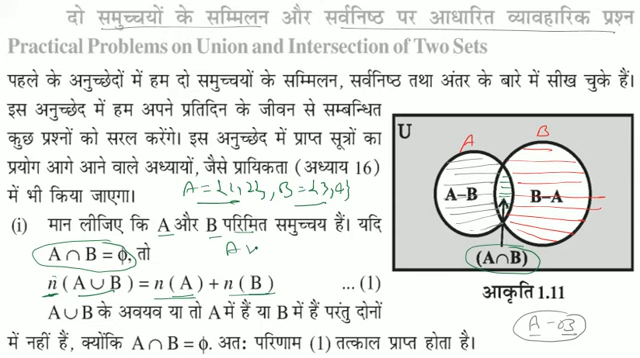 दो समुच्चयों के सम्मिलन और सर्वनिष्ठ पर आधारित व्यावहारिक प्रश्न
Practical Problems on Union and Intersection of Two Sets
पहले के अनुच्छेदों में हम दो समुच्चयों के सम्मिलन, सर्वनिष्ठ तथा अंतर के बारे में सीख चुके हैं।
इस अनुच्छेद में हम अपने प्रतिदिन के जीवन से सम्बन्धित
कुछ प्रश्नों को सरल करेंगे। इस अनुच्छेद में प्राप्त सूत्रों का
प्रयोग आगे आने वाले अध्यायों, जैसे प्रायिकता (अध्याय 16)
में भी किया जाएगा।
A = {1,2}, B = {3,4}
(i) मान लीजिए कि A और B परिमित समुच्चय हैं। यदि
A ∩ B = ϕ, तो
A ∪
n (A ∪ B) = n (A) + n (B) ... (1)
A∪B के अवयव या तो A में हैं या B में हैं परंतु दोनों
में नहीं हैं, क्योंकि A ∩ B = ϕ. अत: परिणाम (1) तत्काल प्राप्त होता है।
U
A
B
A–B
B–A
(A∩B)
आकृति 1.11
A - B